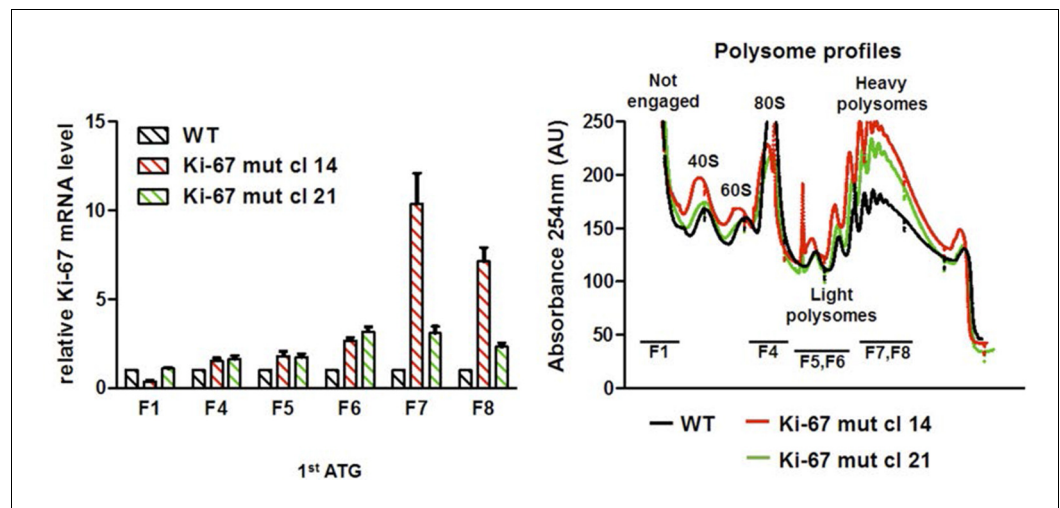 relative Ki-67 mRNA level
15
10
5
0
WT
Ki-67 mut cl 14
Ki-67 mut cl 21
F1 F4 F5 F6 F7 F8
1st ATG
Polysome profiles
Absorbance 254nm (AU)
250
200
150
100
50
0
Not
engaged
40S
60S
80S
Heavy
polysomes
Light
polysomes
F1
F4
F5,F6
F7,F8
WT
Ki-67 mut cl 14
Ki-67 mut cl 21